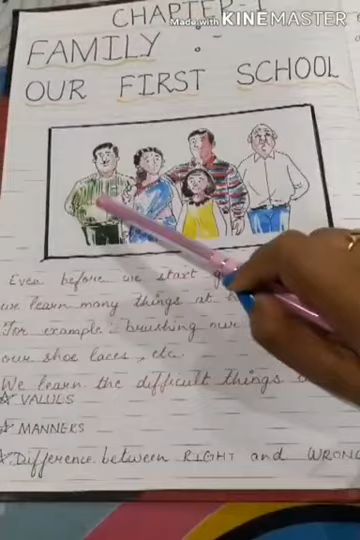 Made with KINEMASTER
CHAPTER-1
FAMILY :-
OUR FIRST SCHOOL
Even before we start
we learn many things at
For example: brushing our
our shoe laces, etc.
We learn the difficult things
VALUES
MANNERS
Difference between RIGHT and WRONG